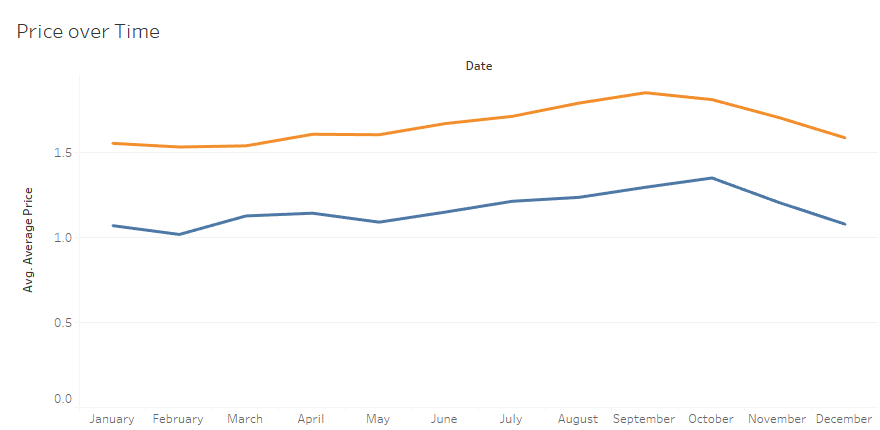 Price over Time
Date
Avg. Average Price
1.5
1.0
0.5
0.0
January February March April May June July August September October November December